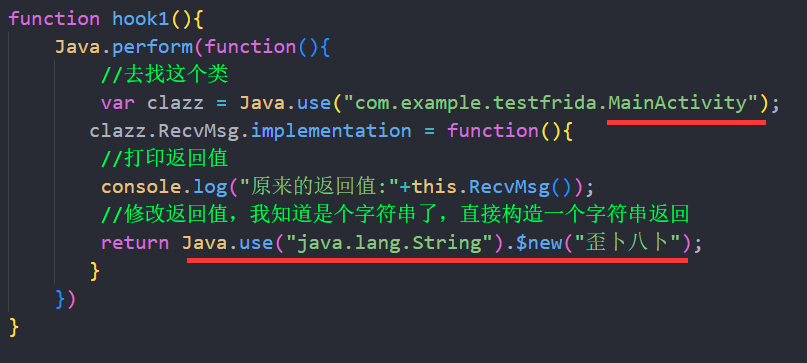 function hook1(){
    Java.perform(function(){
        //去找这个类
        var clazz = Java.use("com.example.testfrida.MainActivity");
       clazz.RecvMsg.implementation = function(){
        //打印返回值
        console.log("原来的返回值:"+this.RecvMsg());
        //修改返回值，我知道是个字符串了，直接构造一个字符串返回
        return Java.use("java.lang.String").$new("歪卜八卜");
       }
    })
}